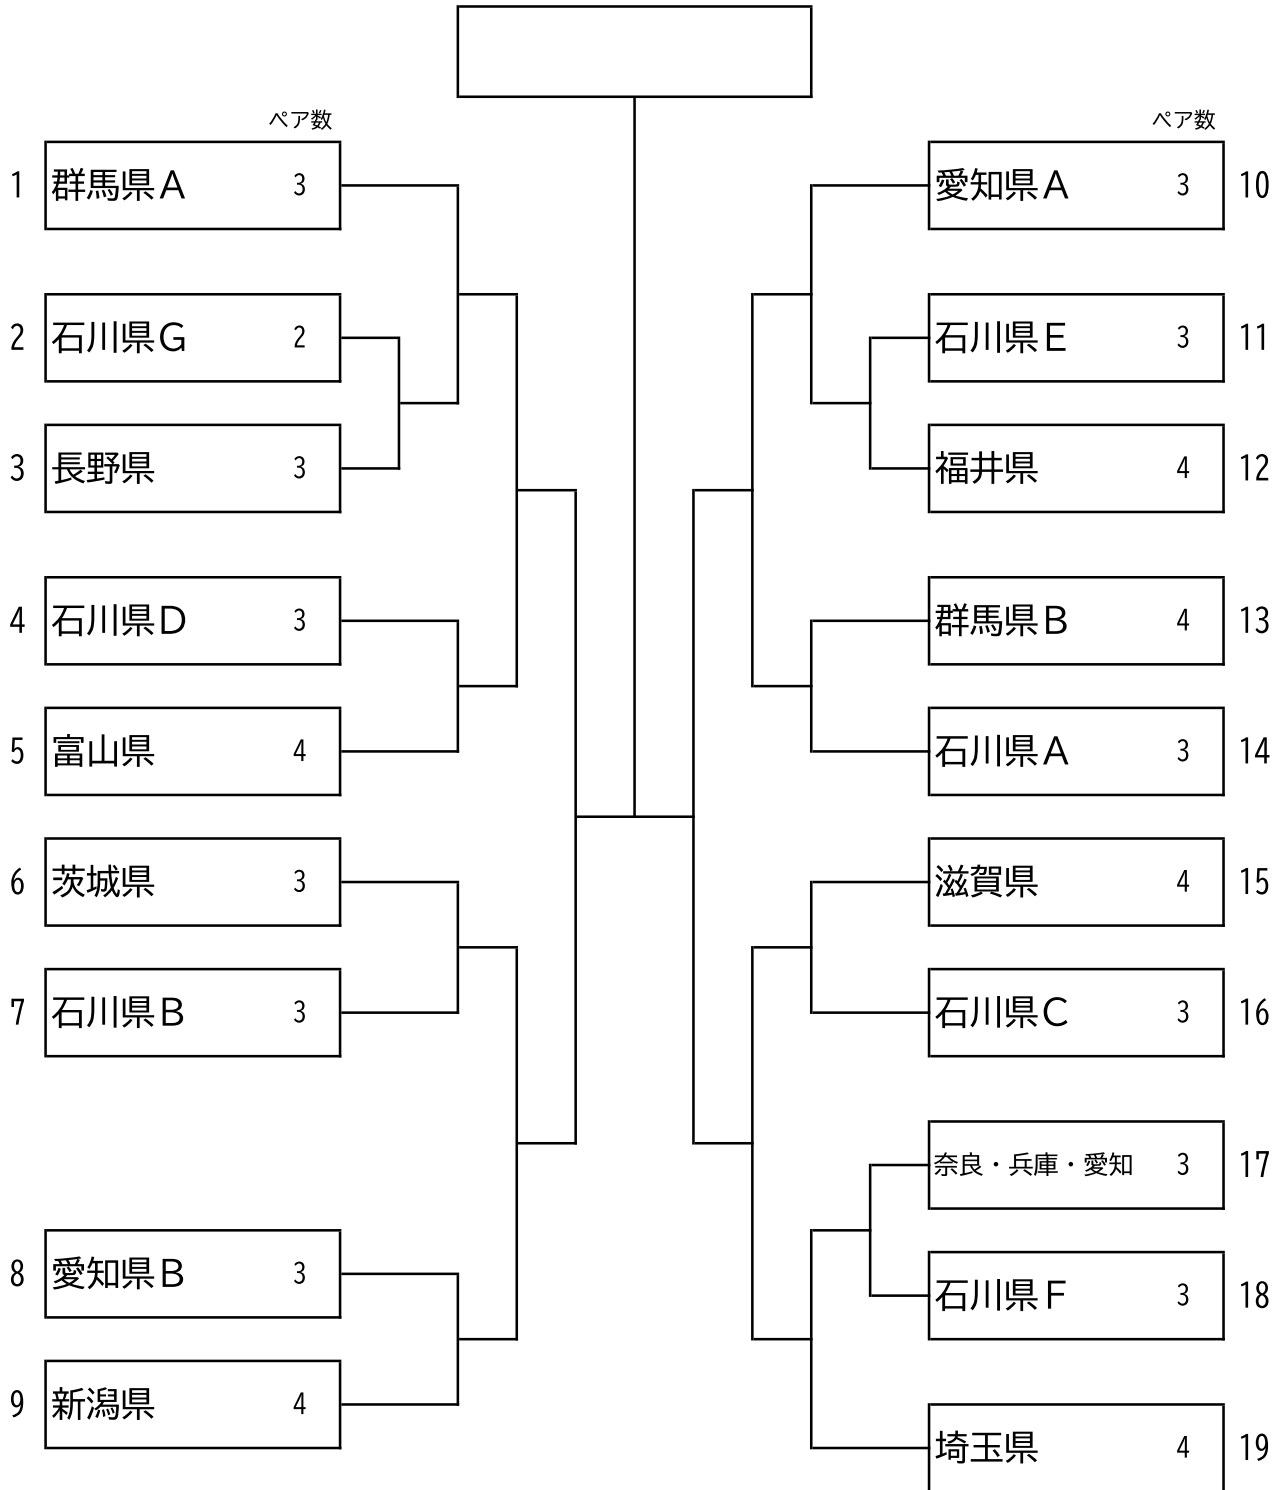 ペア数
1 群馬県A 3
2 石川県G 2
3 長野県 3
4 石川県D 3
5 富山県 4
6 茨城県 3
7 石川県B 3
8 愛知県B 3
9 新潟県 4
ペア数
愛知県A 3 10
石川県E 3 11
福井県 4 12
群馬県B 4 13
石川県A 3 14
滋賀県 4 15
石川県C 3 16
奈良・兵庫・愛知 3 17
石川県F 3 18
埼玉県 4 19